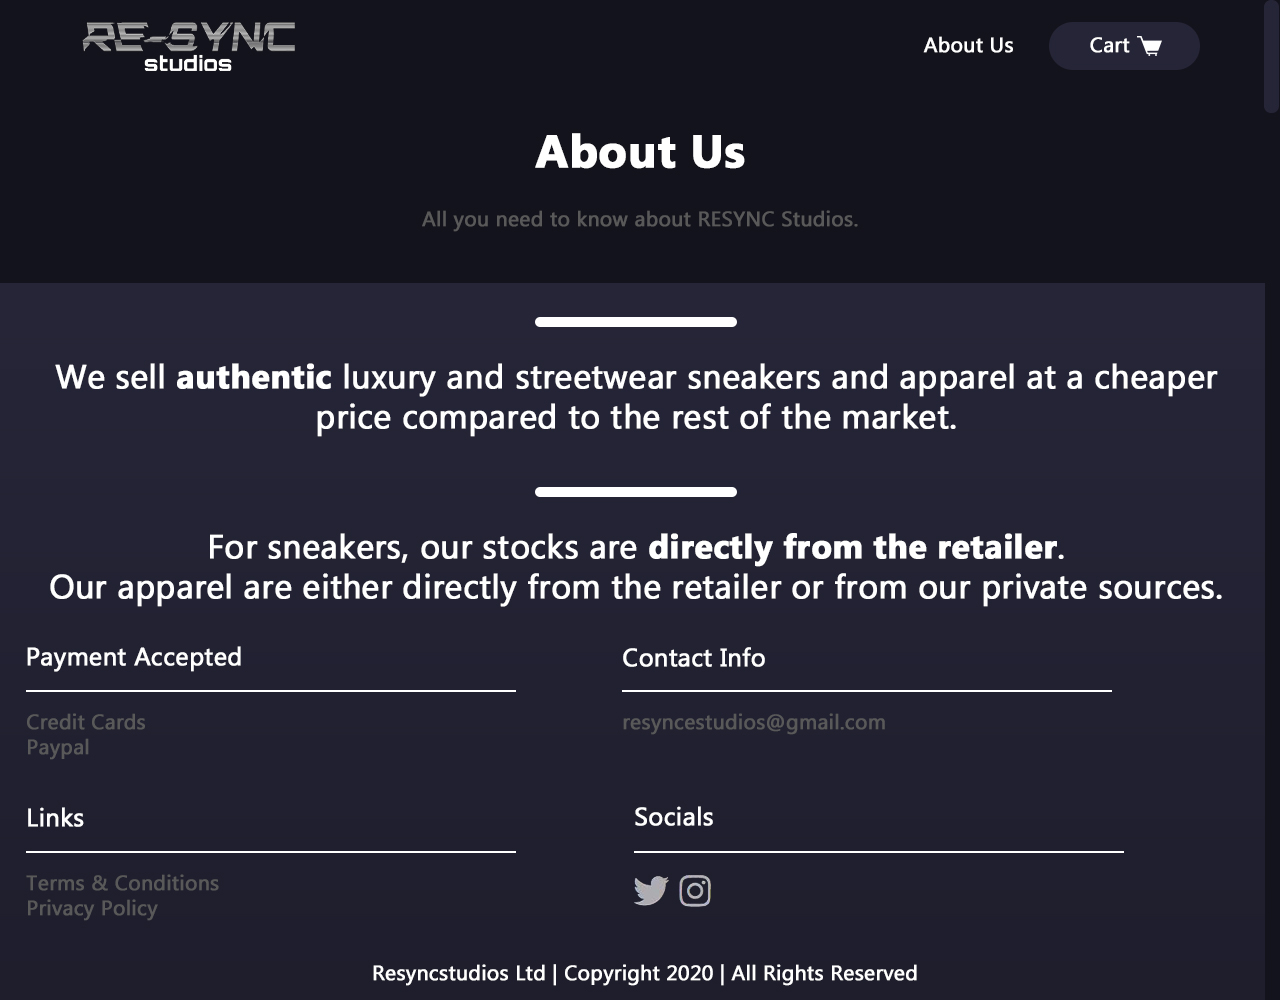 RE-SYNC
studios
About Us
Cart
About Us
All you need to know about RESYNC Studios.
We sell authentic luxury and streetwear sneakers and apparel at a cheaper
price compared to the rest of the market.
For sneakers, our stocks are directly from the retailer.
Our apparel are either directly from the retailer or from our private sources.
Payment Accepted
Contact Info
Credit Cards
Paypal
resyncestudios@gmail.com
Links
Socials
Terms & Conditions
Privacy Policy
Resyncstudios Ltd | Copyright 2020 | All Rights Reserved